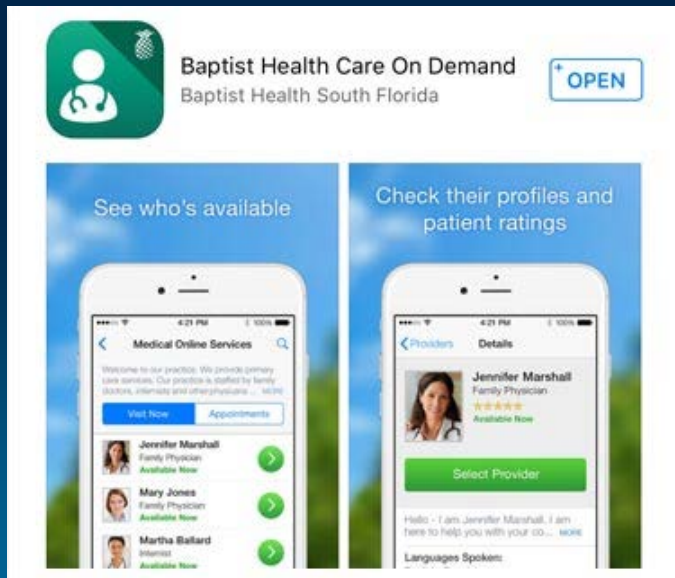 Baptist Health Care On Demand
Baptist Health South Florida
OPEN
See who's available
4:21 PM
100%
Medical Online Services
Welcome to our practice. We provide primary
care services. Our practice is staffed by family
doctors, internists and other physicians ... MORE
Visit Now
Appointments
Jennifer Marshall
Family Physician
Available Now
Mary Jones
Family Physician
Available Now
Martha Ballard
Internist
Available Now
Check their profiles and
patient ratings
4:21 PM
100%
Providers
Details
Jennifer Marshall
Family Physician
Available Now
Select Provider
Hello - I am Jennifer Marshall. I am
here to help you with your co... MORE
Languages Spoken: